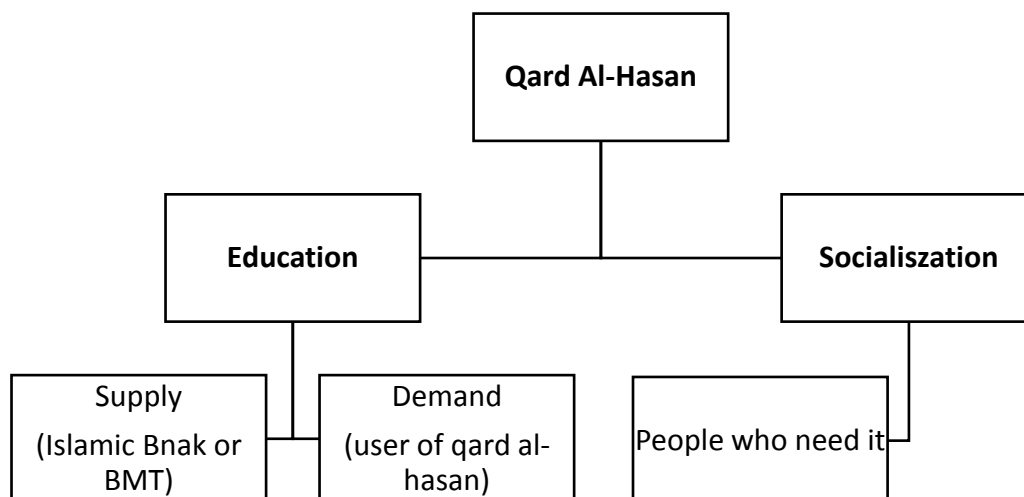 Qard Al-Hasan
Education
Socialiszation
Supply
(Islamic Bnak or
BMT)
Demand
(user of qard al-
hasan)
People who need it